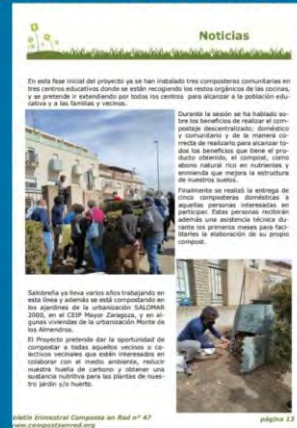 Noticias
En esta fase inicial del proyecto ya se han instalado tres composteras comunitarias en
tres centros educativos donde se están recogiendo los restos orgánicos de las cocinas,
y se pretende ir extendiendo por todos los centros para alcanzar a la población edu-
cativa y a las familias y vecinos.
Durante la sesión se ha hablado so-
bre los beneficios de realizar el com-
postaje descentralizado; doméstico
y comunitario y de la manera co-
rrecta de realizarlo para alcanzar to-
dos los beneficios que tiene el pro-
ducto obtenido, el compost, como
abono natural rico en nutrientes y
enmienda que mejora la estructura
de nuestros suelos.
Finalmente se realizó la entrega de
cinco composteras domésticas a
aquellas personas interesadas en
participar. Estas personas recibirán
además una asistencia técnica du-
rante los primeros meses para faci-
litarles la elaboración de su propio
compost.
Salobreña ya lleva varios años trabajando en
esta línea y además se está compostando en
los ajardines de la urbanización SALOMAR
2000, en el CEIP Mayor Zaragoza, y en al-
gunas viviendas de la urbanización Monte de
los Almendros.
El Proyecto pretende dar la oportunidad de
compostar a todas aquellos vecinos o co-
lectivos vecinales que estén interesados en
colaborar con el medio ambiente, reducir
nuestra huella de carbono y obtener una
sustancia nutritiva para las plantas de nues-
tro jardín y/o huerto.
oletín trimestral Composta en Red nº 47
www.compostaenred.org
página 13